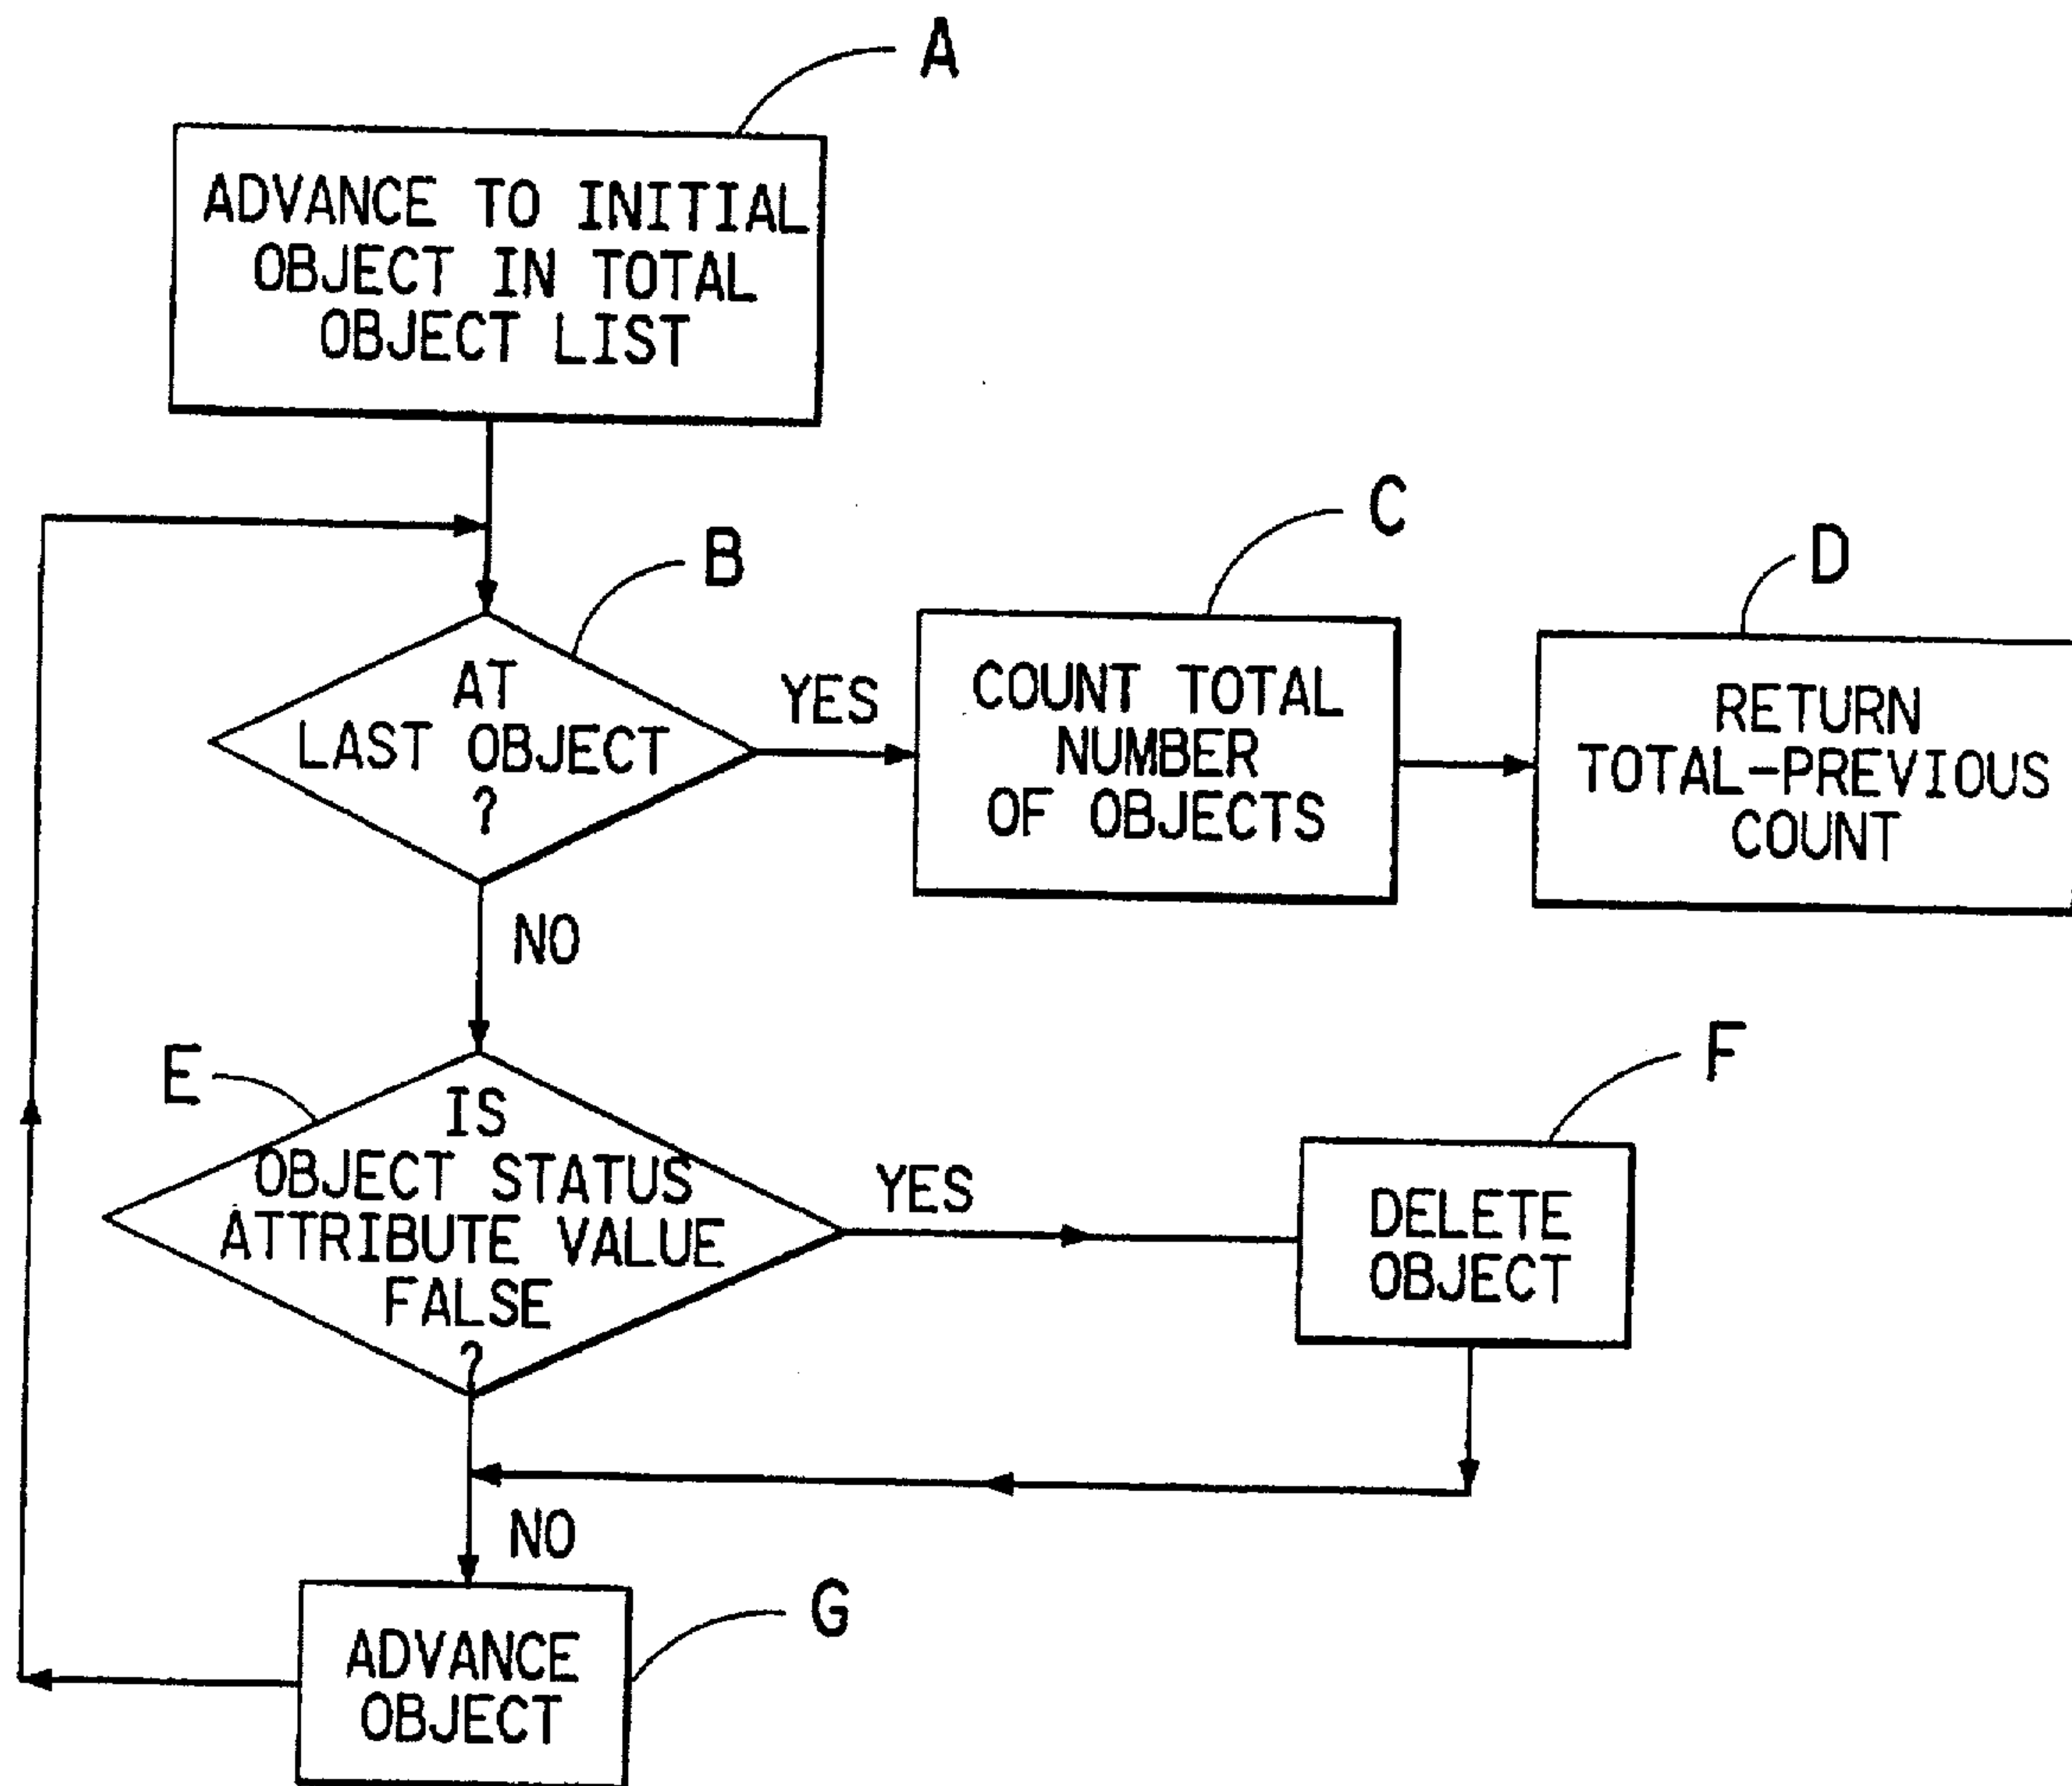 A
ADVANCE TO INITIAL
OBJECT IN TOTAL
OBJECT LIST
B
AT
LAST OBJECT
?
YES
C
COUNT TOTAL
NUMBER
OF OBJECTS
D
RETURN
TOTAL-PREVIOUS
COUNT
NO
E
IS
OBJECT STATUS
ATTRIBUTE VALUE
FALSE
?
YES
F
DELETE
OBJECT
NO
G
ADVANCE
OBJECT